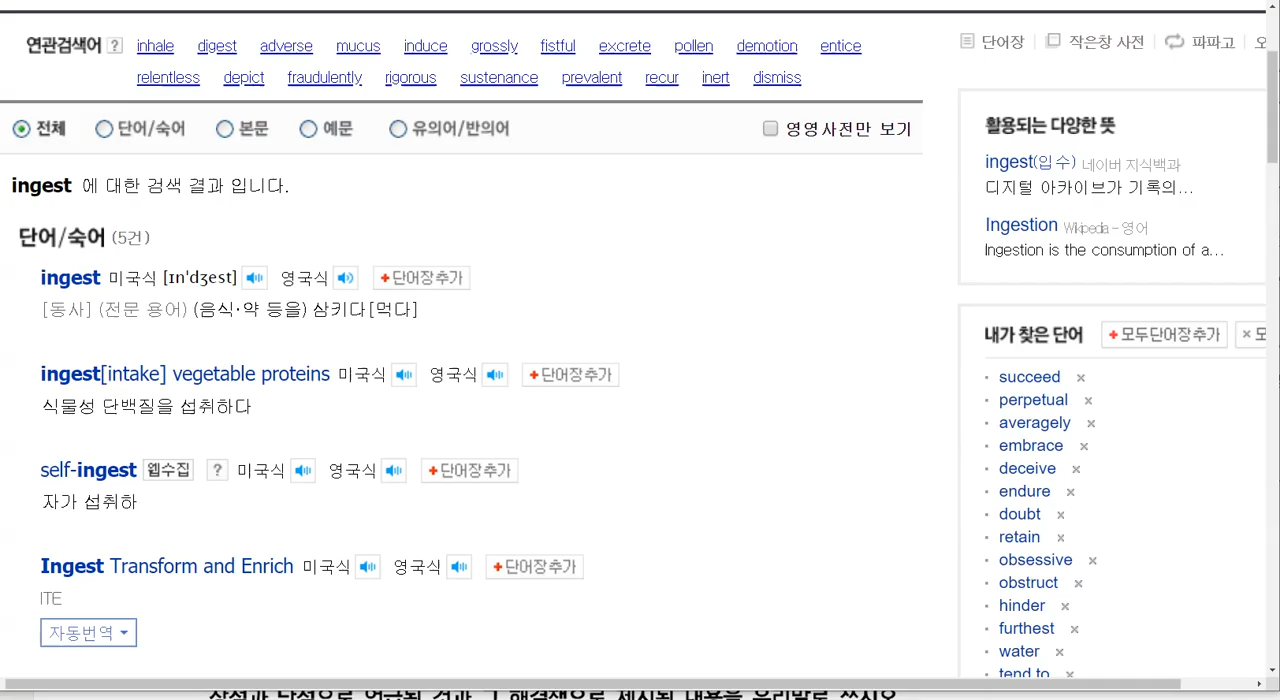 연관검색어 ? inhale digest adverse mucus induce grossly fistful excrete pollen demotion entice
relentless depict fraudulently rigorous sustenance prevalent recur inert dismiss
단어장 작은창 사전 파파고 오
전체 단어/숙어 본문 예문 유의어/반의어 영영사전만 보기
ingest 에 대한 검색 결과 입니다.
단어/숙어 (5건)
ingest 미국식 [ɪnˈdʒest] 영국식 +단어장추가
[동사] (전문 용어) (음식·약 등을) 삼키다[먹다]
ingest[intake] vegetable proteins 미국식 영국식 +단어장추가
식물성 단백질을 섭취하다
self-ingest 웹수집 ? 미국식 영국식 +단어장추가
자가 섭취하
Ingest Transform and Enrich 미국식 영국식 +단어장추가
ITE
자동번역
활용되는 다양한 뜻
ingest(입수) 네이버 지식백과
디지털 아카이브가 기록의...
Ingestion Wikipedia - 영어
Ingestion is the consumption of a...
내가 찾은 단어 +모두단어장추가 × 모
· succeed ×
· perpetual ×
· averagely ×
· embrace ×
· deceive ×
· endure ×
· doubt ×
· retain ×
· obsessive ×
· obstruct ×
· hinder ×
· furthest ×
· water ×
· tend to ×